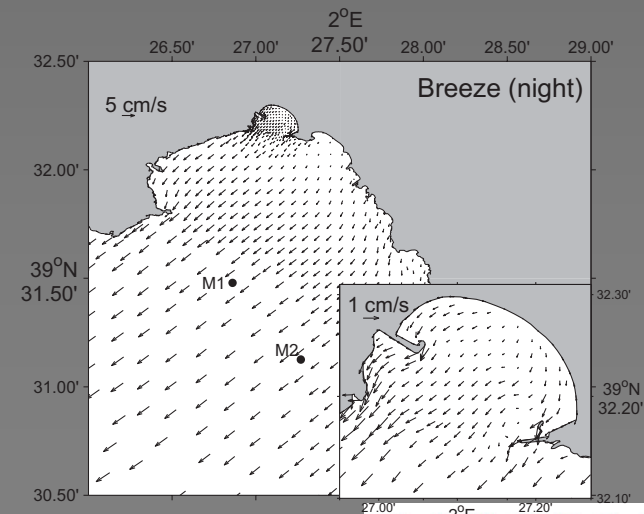 2°E
26.50' 27.00' 27.50' 28.00' 28.50' 29.00'
32.50'
Breeze (night)
5 cm/s
32.00'
39°N
31.50'
M1
M2
31.00'
30.50'
1 cm/s
32.30'
39°N
32.20'
32.10'
27.00' 2°E 27.20'